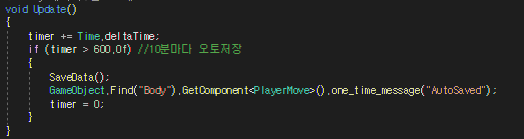 void Update()
{
timer += Time.deltaTime;
if (timer > 600.0f) //10분마다 오토저장
{
SaveData();
GameObject.Find("Body").GetComponent<PlayerMove>().one_time_message("AutoSaved");
timer = 0;
}
}